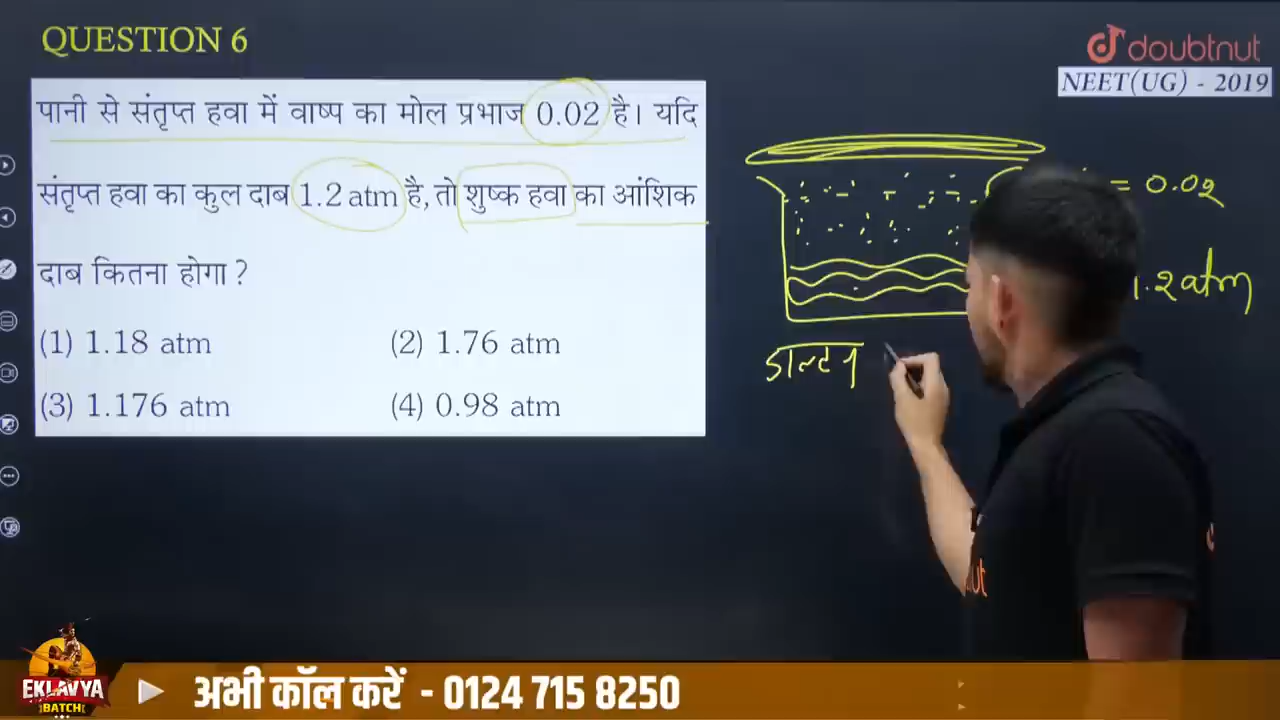 QUESTION 6
doubtnut
NEET(UG) - 2019
पानी से संतृप्त हवा में वाष्प का मोल प्रभाज 0.02 है। यदि
संतृप्त हवा का कुल दाब 1.2 atm है, तो शुष्क हवा का आंशिक
दाब कितना होगा ?
(1) 1.18 atm (2) 1.76 atm
(3) 1.176 atm (4) 0.98 atm
= 0.02
1.2 atm
डाल्ट
EKLAVYA
BATCH
अभी कॉल करें - 0124 715 8250